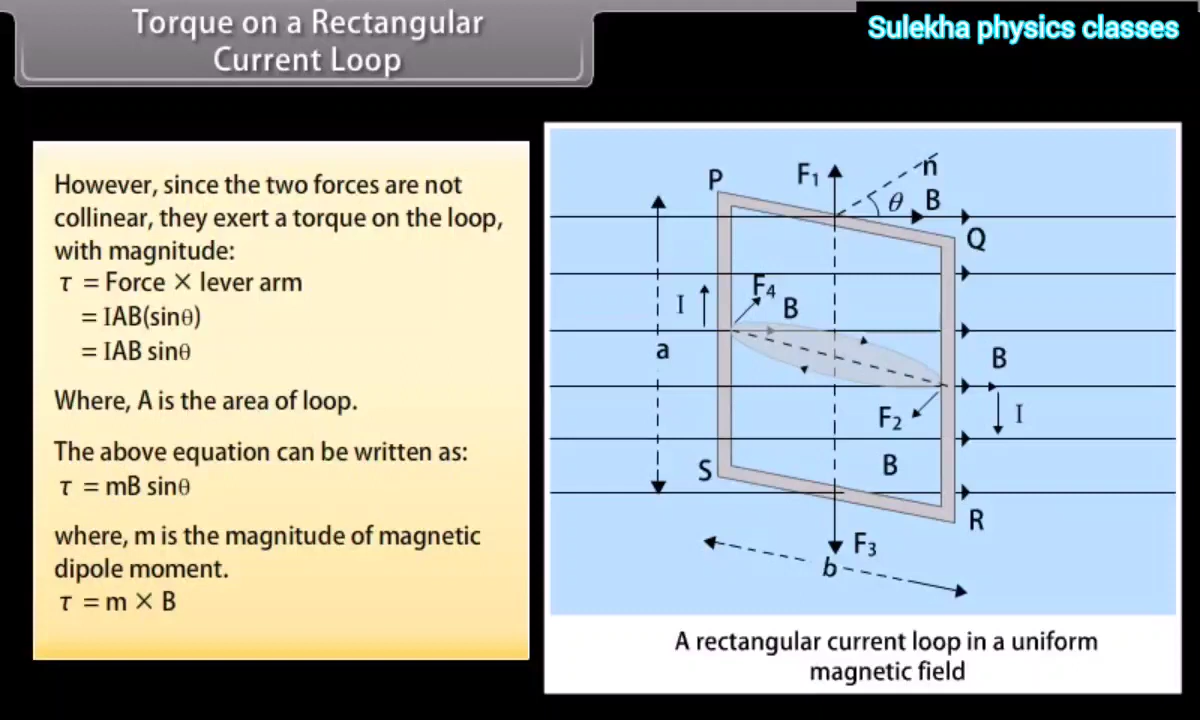 Torque on a Rectangular
Current Loop
Sulekha physics classes
However, since the two forces are not
collinear, they exert a torque on the loop,
with magnitude:
τ = Force × lever arm
= IAB(sinθ)
= IAB sinθ
Where, A is the area of loop.
The above equation can be written as:
τ = mB sinθ
where, m is the magnitude of magnetic
dipole moment.
τ = m × B
n̂
P
F₁
θ
B
Q
F₄
I
B
a
B
F₂
I
S
B
R
F₃
b
A rectangular current loop in a uniform
magnetic field